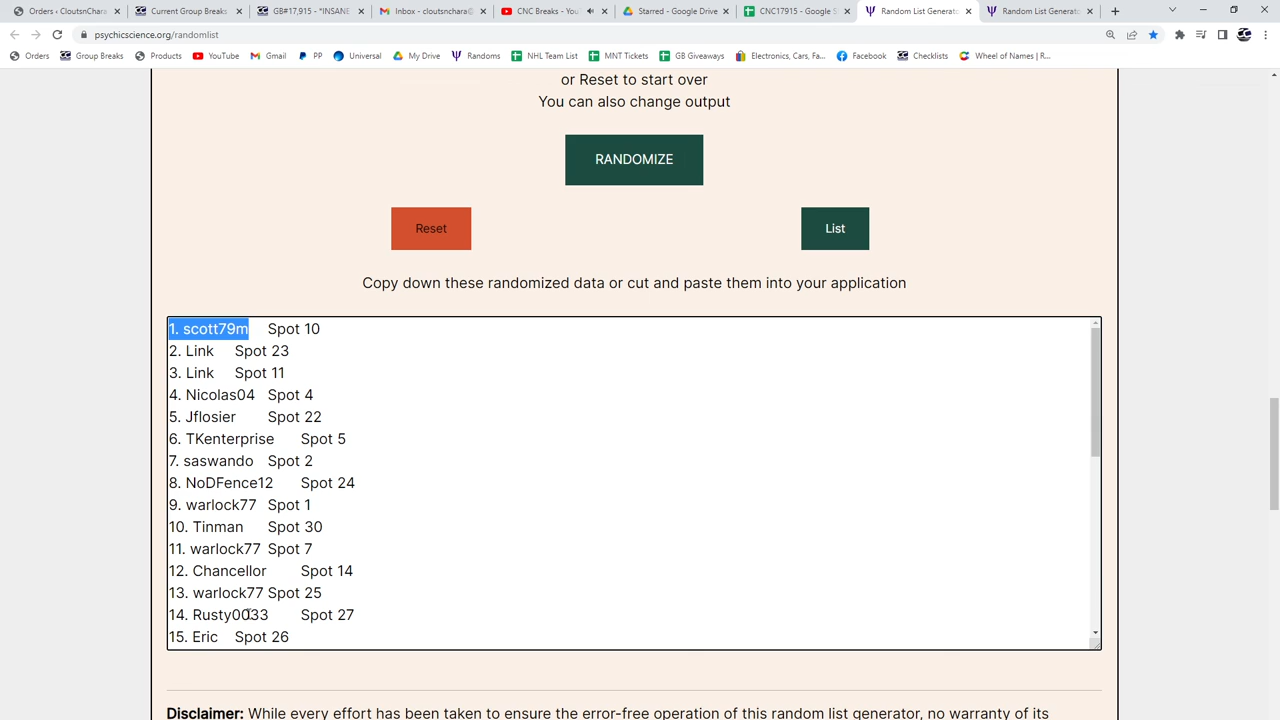 Orders < CloutsnChara
Current Group Breaks
GB#17,915 - *INSANE
Inbox - cloutsnchara@
CNC Breaks - You
Starred - Google Drive
CNC17915 - Google S
Random List Generato
Random List Generato
psychicscience.org/randomlist
Orders Group Breaks Products YouTube Gmail PP Universal My Drive Randoms NHL Team List MNT Tickets GB Giveaways Electronics, Cars, Fa... Facebook Checklists Wheel of Names | R...
or Reset to start over
You can also change output
RANDOMIZE
Reset List
Copy down these randomized data or cut and paste them into your application
1. scott79m Spot 10
2. Link Spot 23
3. Link Spot 11
4. Nicolas04 Spot 4
5. Jflosier Spot 22
6. TKenterprise Spot 5
7. saswando Spot 2
8. NoDFence12 Spot 24
9. warlock77 Spot 1
10. Tinman Spot 30
11. warlock77 Spot 7
12. Chancellor Spot 14
13. warlock77 Spot 25
14. Rusty0033 Spot 27
15. Eric Spot 26
Disclaimer: While every effort has been taken to ensure the error-free operation of this random list generator, no warranty of its